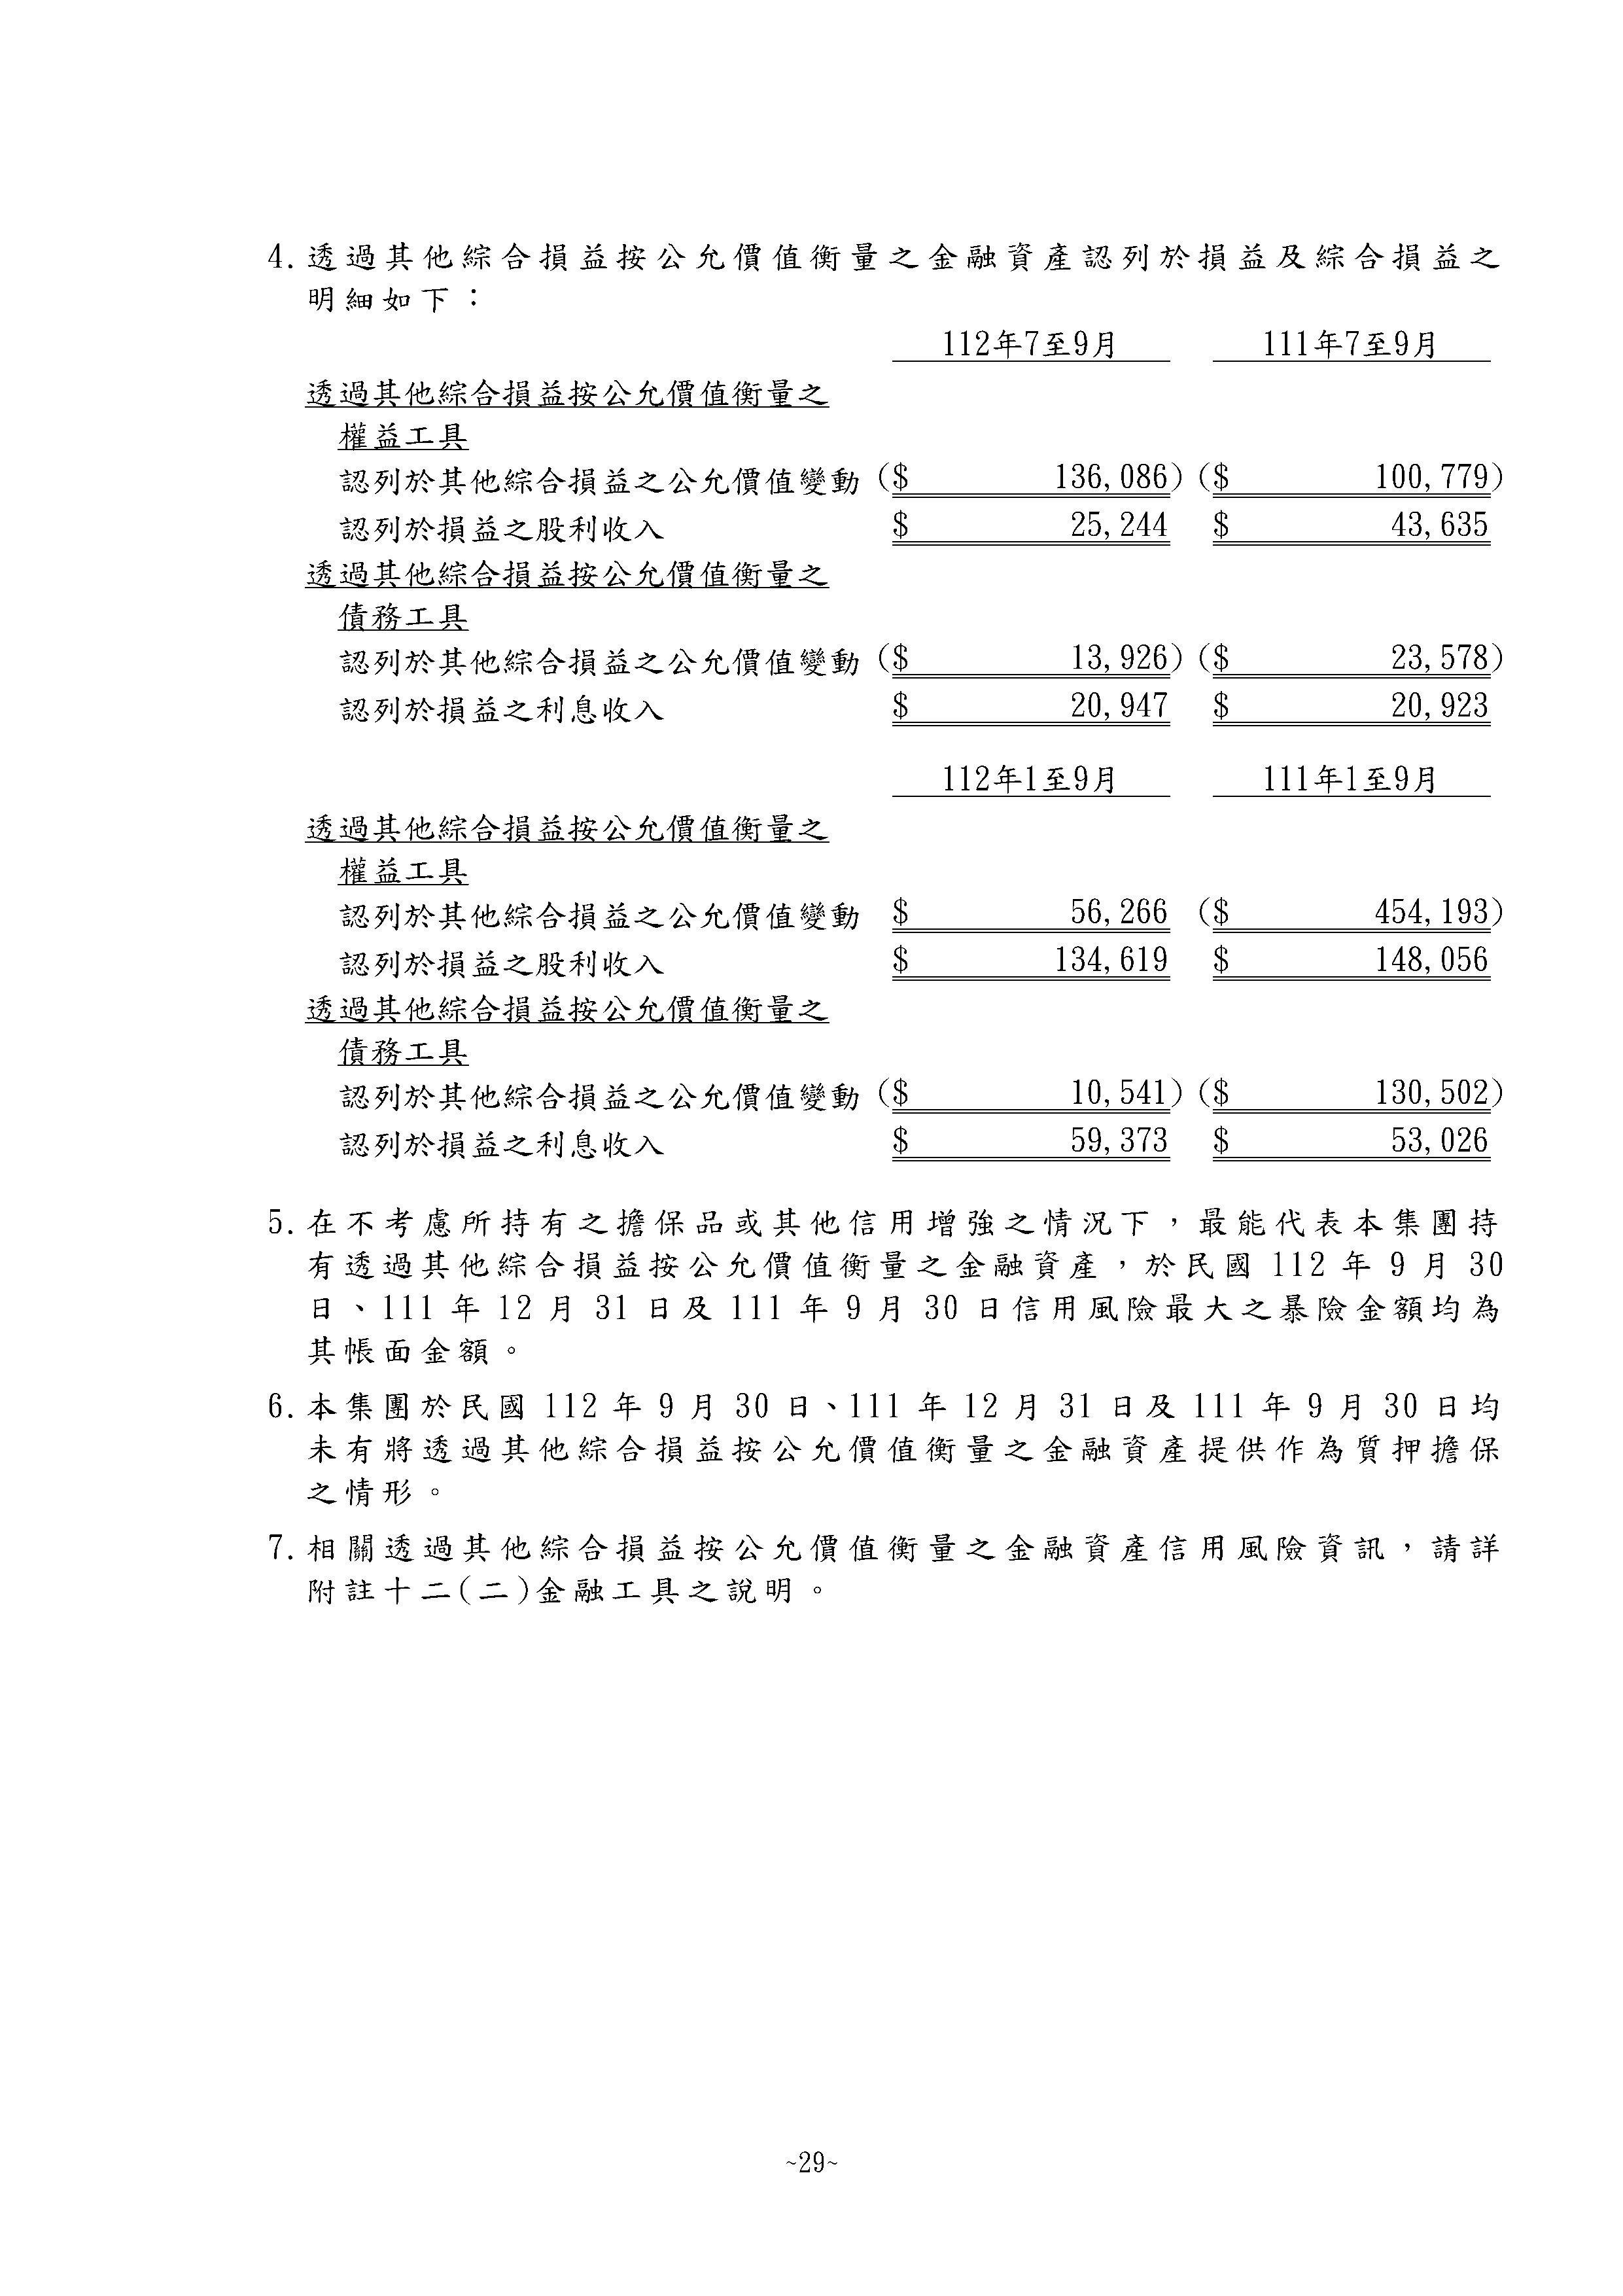 4.透過其他綜合損益按公允價值衡量之金融資產認列於損益及綜合損益之
明細如下：
112年7至9月 111年7至9月
透過其他綜合損益按公允價值衡量之
權益工具
認列於其他綜合損益之公允價值變動 ($ 136,086) ($ 100,779)
認列於損益之股利收入 $ 25,244 $ 43,635
透過其他綜合損益按公允價值衡量之
債務工具
認列於其他綜合損益之公允價值變動 ($ 13,926) ($ 23,578)
認列於損益之利息收入 $ 20,947 $ 20,923
112年1至9月 111年1至9月
透過其他綜合損益按公允價值衡量之
權益工具
認列於其他綜合損益之公允價值變動 $ 56,266 ($ 454,193)
認列於損益之股利收入 $ 134,619 $ 148,056
透過其他綜合損益按公允價值衡量之
債務工具
認列於其他綜合損益之公允價值變動 ($ 10,541) ($ 130,502)
認列於損益之利息收入 $ 59,373 $ 53,026
5.在不考慮所持有之擔保品或其他信用增強之情況下，最能代表本集團持
有透過其他綜合損益按公允價值衡量之金融資產，於民國 112 年 9 月 30
日、111 年 12 月 31 日及 111 年 9 月 30 日信用風險最大之暴險金額均為
其帳面金額。
6.本集團於民國 112 年 9 月 30 日、111 年 12 月 31 日及 111 年 9 月 30 日均
未有將透過其他綜合損益按公允價值衡量之金融資產提供作為質押擔保
之情形。
7.相關透過其他綜合損益按公允價值衡量之金融資產信用風險資訊，請詳
附註十二(二)金融工具之說明。
~29~